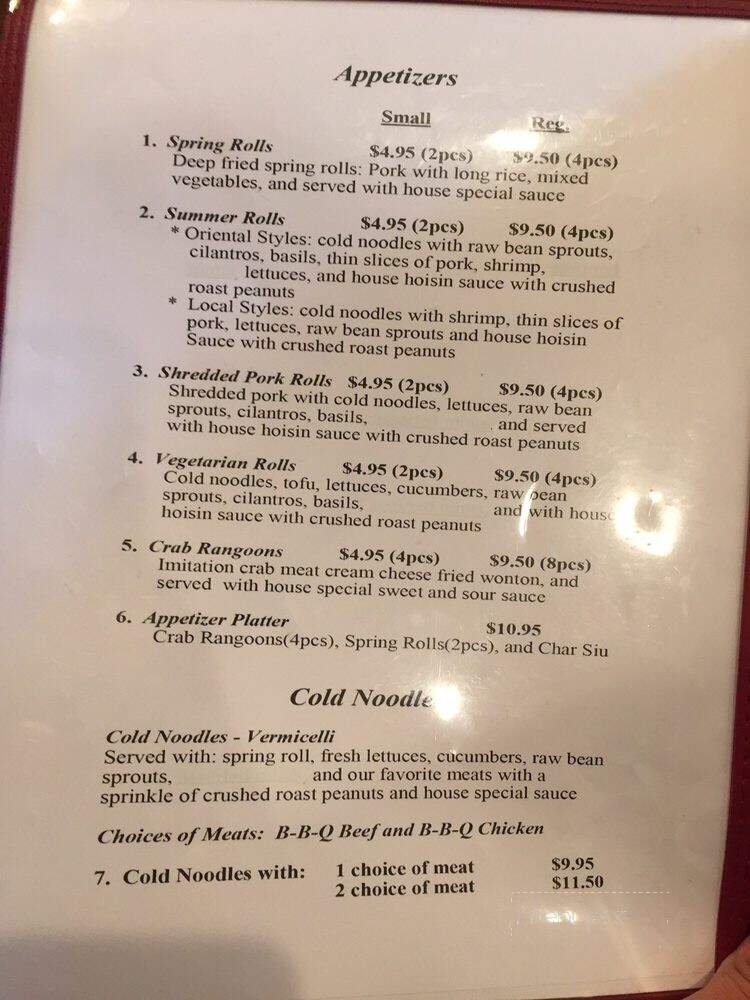 Appetizers
Small Reg.
1. Spring Rolls $4.95 (2pcs) $9.50 (4pcs)
Deep fried spring rolls: Pork with long rice, mixed
vegetables, and served with house special sauce
2. Summer Rolls $4.95 (2pcs) $9.50 (4pcs)
* Oriental Styles: cold noodles with raw bean sprouts,
cilantros, basils, thin slices of pork, shrimp,
lettuces, and house hoisin sauce with crushed
roast peanuts
* Local Styles: cold noodles with shrimp, thin slices of
pork, lettuces, raw bean sprouts and house hoisin
Sauce with crushed roast peanuts
3. Shredded Pork Rolls $4.95 (2pcs) $9.50 (4pcs)
Shredded pork with cold noodles, lettuces, raw bean
sprouts, cilantros, basils, and served
with house hoisin sauce with crushed roast peanuts
4. Vegetarian Rolls $4.95 (2pcs) $9.50 (4pcs)
Cold noodles, tofu, lettuces, cucumbers, raw bean
sprouts, cilantros, basils, and with house
hoisin sauce with crushed roast peanuts
5. Crab Rangoons $4.95 (4pcs) $9.50 (8pcs)
Imitation crab meat cream cheese fried wonton, and
served with house special sweet and sour sauce
6. Appetizer Platter $10.95
Crab Rangoons(4pcs), Spring Rolls(2pcs), and Char Siu
Cold Noodle
Cold Noodles - Vermicelli
Served with: spring roll, fresh lettuces, cucumbers, raw bean
sprouts, and our favorite meats with a
sprinkle of crushed roast peanuts and house special sauce
Choices of Meats: B-B-Q Beef and B-B-Q Chicken
7. Cold Noodles with: 1 choice of meat $9.95
2 choice of meat $11.50